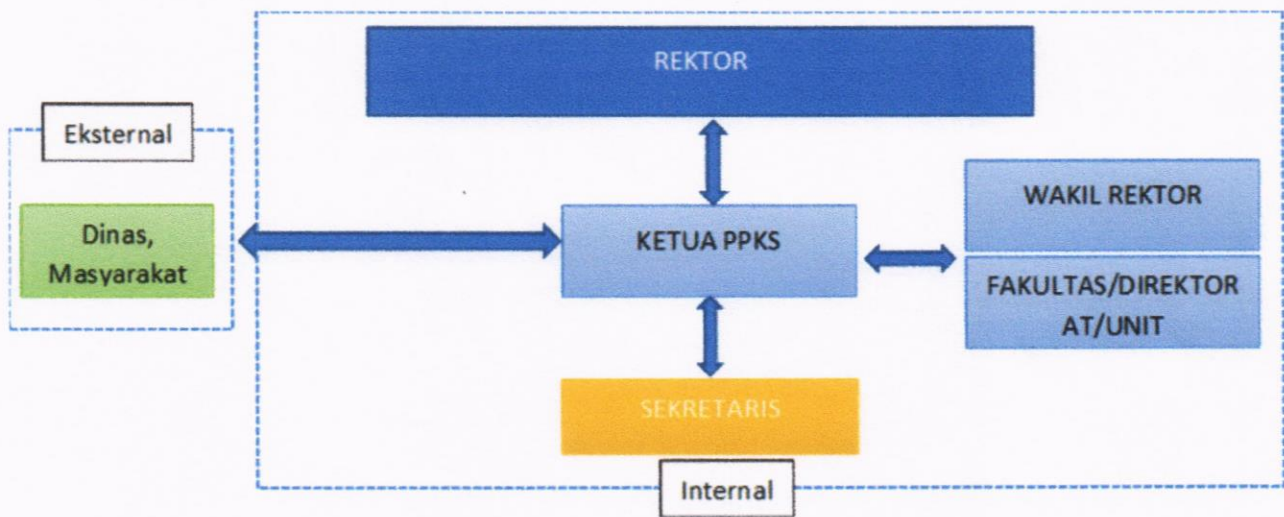 REKTOR
Eksternal
Dinas,
Masyarakat
KETUA PPKS
WAKIL REKTOR
FAKULTAS/DIREKTOR
AT/UNIT
SEKRETARIS
Internal